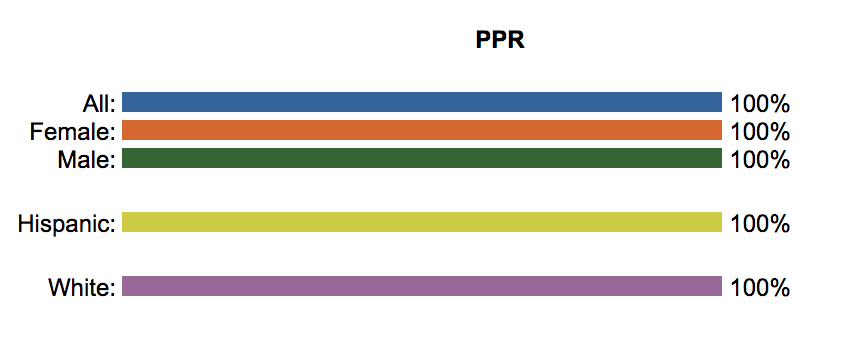 PPR
All: 100%
Female: 100%
Male: 100%
Hispanic: 100%
White: 100%